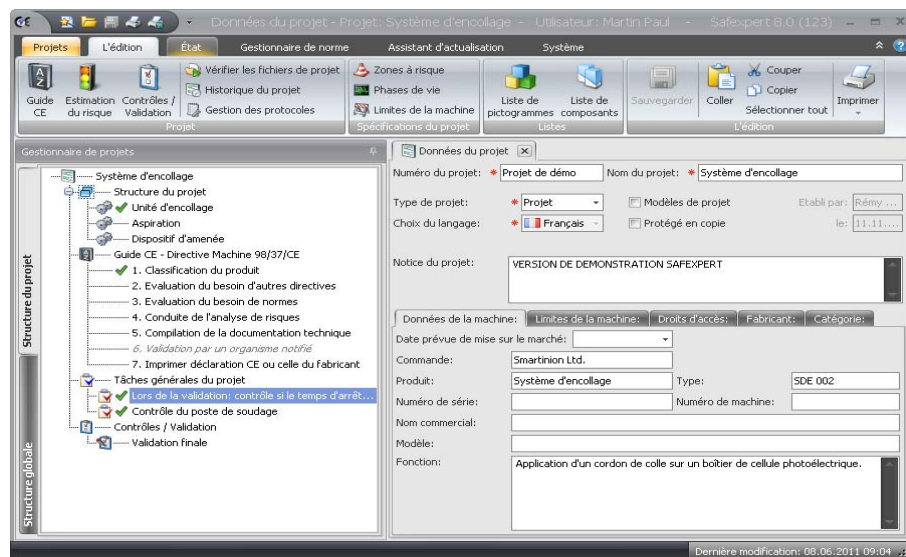 Données du projet - Projet: Système d'encollage - Utilisateur: Martin Paul - Safexpert 8.0 (123)
Projets L'édition État Gestionnaire de norme Assistant d'actualisation Système
Guide CE
Estimation du risque
Contrôles / Validation
Vérifier les fichiers de projet
Historique du projet
Gestion des protocoles
Projet
Zones à risque
Phases de vie
Limites de la machine
Spécifications du projet
Liste de pictogrammes
Liste de composants
Listes
Sauvegarder
Coller
Couper
Copier
Sélectionner tout
Imprimer
L'édition
Gestionnaire de projets
Structure du projet
Structure globale
Système d'encollage
Structure du projet
Unité d'encollage
Aspiration
Dispositif d'amenée
Guide CE - Directive Machine 98/37/CE
1. Classification du produit
2. Evaluation du besoin d'autres directives
3. Evaluation du besoin de normes
4. Conduite de l'analyse de risques
5. Compilation de la documentation technique
6. Validation par un organisme notifié
7. Imprimer déclaration CE ou celle du fabricant
Tâches générales du projet
Lors de la validation: contrôle si le temps d'arrêt...
Contrôle du poste de soudage
Contrôles / Validation
Validation finale
Données du projet
Numéro du projet: * Projet de démo Nom du projet: * Système d'encollage
Type de projet: * Projet Modèles de projet Etabli par: Rémy ...
Choix du langage: * Français Protégé en copie le: 11.11....
Notice du projet: VERSION DE DEMONSTRATION SAFEXPERT
Données de la machine: Limites de la machine: Droits d'accès: Fabricant: Catégorie:
Date prévue de mise sur le marché:
Commande: Smartinion Ltd.
Produit: Système d'encollage Type: SDE 002
Numéro de série: Numéro de machine:
Nom commercial:
Modèle:
Fonction: Application d'un cordon de colle sur un boîtier de cellule photoélectrique.
Dernière modification: 08.06.2011 09:04